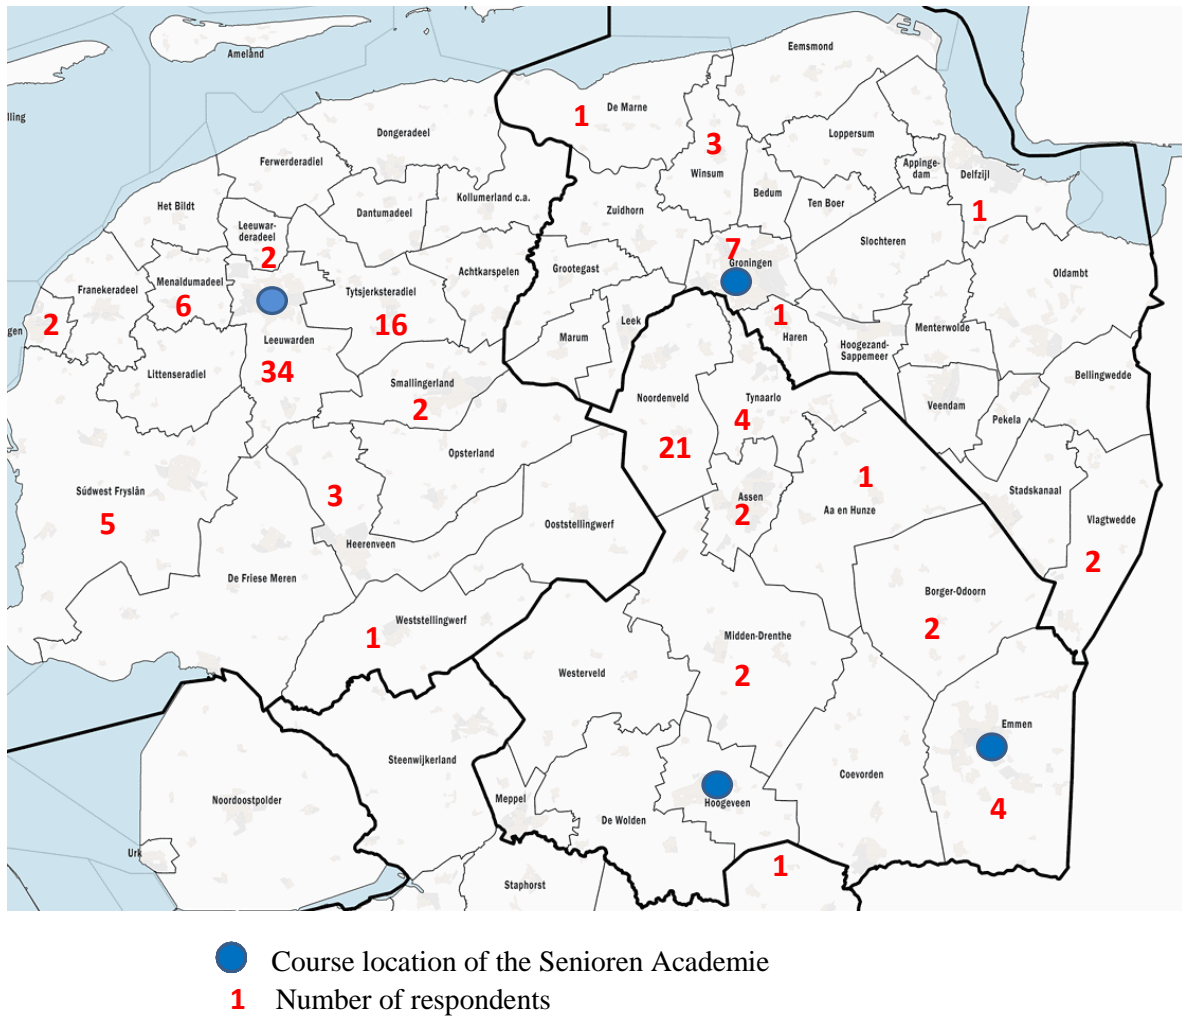 Eemsmond
Ameland
lling
De Marne
1
Dongeradeel
Loppersum
3
Ferwerderadiel
Appinge-
dam
Delfzijl
Winsum
Bedum
Kollumerland c.a.
Het Bildt
Ten Boer
Dantumadeel
Zuidhorn
1
Leeuwar-
deradeel
2
Slochteren
7
Groningen
Grootegast
Achtkarspelen
Oldambt
Menaldumadeel
6
Franekeradeel
Tytsjerksteradiel
16
2
gen
Leek
1
Haren
Menterwolde
Marum
Leeuwarden
34
Hoogezand-
Sappemeer
Littenseradiel
Bellingwedde
Smallingerland
2
Noordenveld
21
Tynaarlo
4
Veendam
Pekela
Opsterland
1
Aa en Hunze
Súdwest Fryslân
5
3
Heerenveen
Assen
2
Stadskanaal
Ooststellingwerf
Vlagtwedde
2
De Friese Meren
Borger-Odoorn
2
Weststellingwerf
1
Midden-Drenthe
2
Westerveld
Emmen
4
Steenwijkerland
Coevorden
Noordoostpolder
Meppel
Hoogeveen
De Wolden
Urk
1
Staphorst
Course location of the Senioren Academie
1 Number of respondents